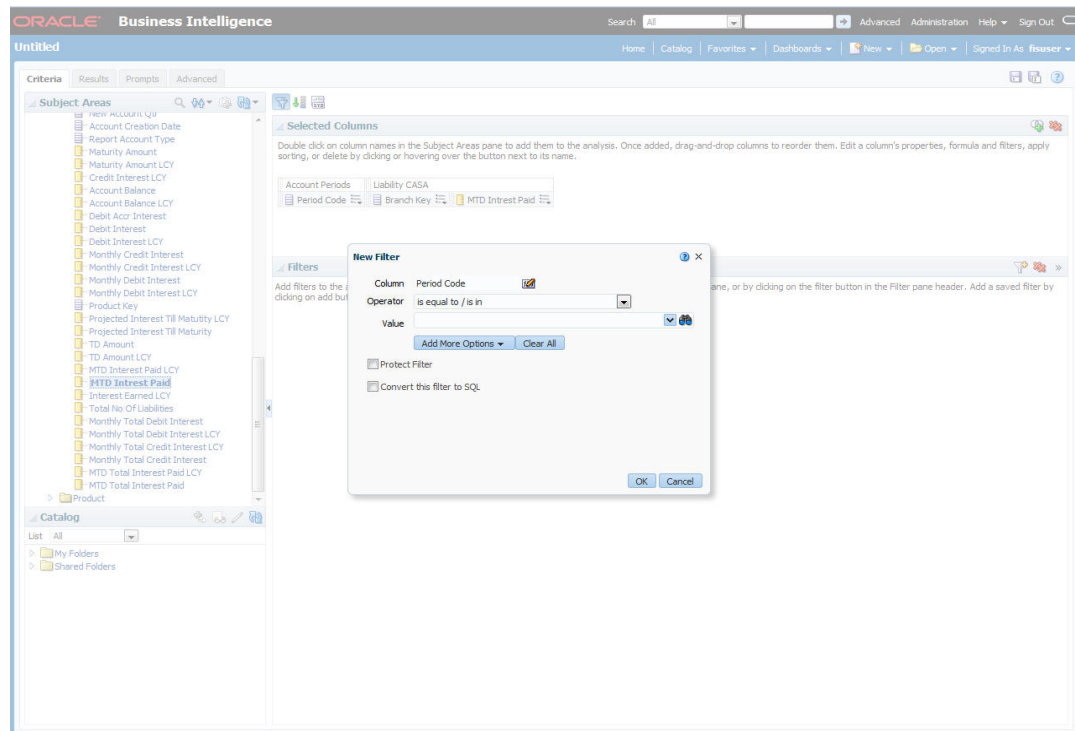 ORACLE Business Intelligence Search All Advanced Administration Help Sign Out
Untitled Home Catalog Favorites Dashboards New Open Signed In As fisuser
Criteria Results Prompts Advanced
Subject Areas
New Account Qtr
Account Creation Date
Report Account Type
Maturity Amount
Maturity Amount LCY
Credit Interest LCY
Account Balance
Account Balance LCY
Debit Accr Interest
Debit Interest
Debit Interest LCY
Monthly Credit Interest
Monthly Credit Interest LCY
Monthly Debit Interest
Monthly Debit Interest LCY
Product Key
Projected Interest Till Matutity LCY
Projected Interest Till Maturity
TD Amount
TD Amount LCY
MTD Interest Paid LCY
MTD Intrest Paid
Interest Earned LCY
Total No Of Liabilities
Monthly Total Debit Interest
Monthly Total Debit Interest LCY
Monthly Total Credit Interest LCY
Monthly Total Credit Interest
MTD Total Interest Paid LCY
MTD Total Interest Paid
Product
Catalog
List All
My Folders
Shared Folders
Selected Columns
Double click on column names in the Subject Areas pane to add them to the analysis. Once added, drag-and-drop columns to reorder them. Edit a column's properties, formula and filters, apply
sorting, or delete by clicking or hovering over the button next to its name.
Account Periods Liability CASA
Period Code Branch Key MTD Intrest Paid
Filters
Add filters to the ane, or by clicking on the filter button in the Filter pane header. Add a saved filter by
clicking on add but
New Filter
Column Period Code
Operator is equal to / is in
Value
Add More Options Clear All
Protect Filter
Convert this filter to SQL
OK Cancel